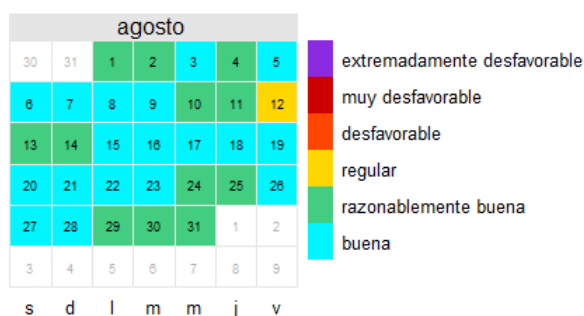 agosto
30 31 1 2 3 4 5
6 7 8 9 10 11 12
13 14 15 16 17 18 19
20 21 22 23 24 25 26
27 28 29 30 31 1 2
3 4 5 6 7 8 9
s d l m m j v
extremadamente desfavorable
muy desfavorable
desfavorable
regular
razonablemente buena
buena